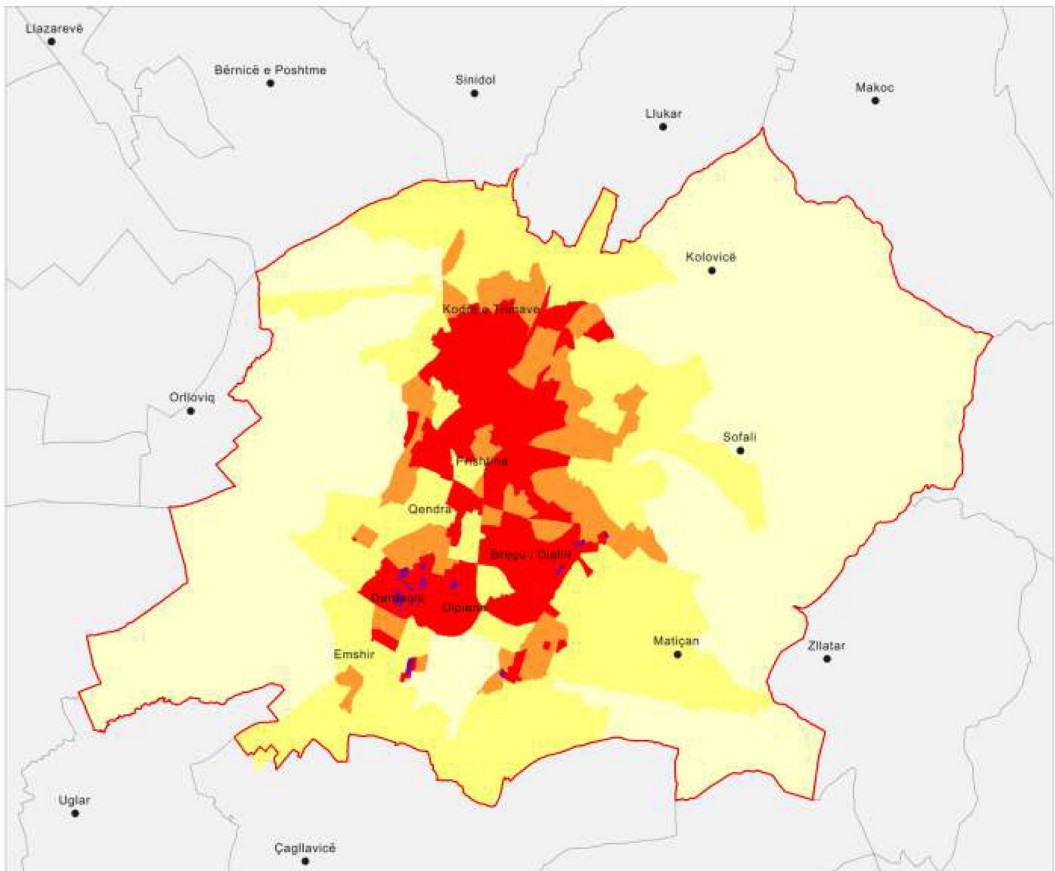 Llazarevë
Bërnicë e Poshtme
Sinidol
Makoc
Llukar
Kolovicë
Kodra e Trimave
Orlloviq
Sofali
Prishtina
Qendra
Bregu i Diellit
Dardania
Ulpiana
Emshir
Matiçan
Zllatar
Uglar
Çagllavicë